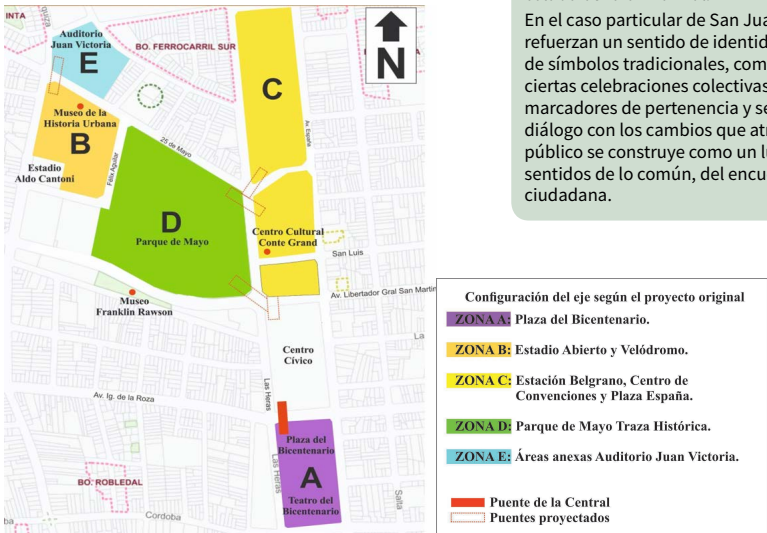 INTA
Auditorio
Juan Victoria
E
BO. FERROCARRIL SUR
N
C
Museo de la
Historia Urbana
B
25 de Mayo
Av. España
Estadio
Aldo Cantoni
Félix Aguilar
D
Parque de Mayo
Centro Cultural
Conte Grand
San Luis
Av. Libertador Gral San Martin
Museo
Franklin Rawson
La
Centro
Cívico
Las Heras
Av. Ig. de la Roza
Plaza del
Bicentenario
A
Las Heras
Teatro del
Bicentenario
Salta
BO. ROBLEDAL
Cordoba
ba
En el caso particular de San Jua
refuerzan un sentido de identid
de símbolos tradicionales, com
ciertas celebraciones colectivas
marcadores de pertenencia y se
diálogo con los cambios que atr
público se construye como un lu
sentidos de lo común, del encu
ciudadana.
Configuración del eje según el proyecto original
ZONA A: Plaza del Bicentenario.
ZONA B: Estadio Abierto y Velódromo.
ZONA C: Estación Belgrano, Centro de
Convenciones y Plaza España.
ZONA D: Parque de Mayo Traza Histórica.
ZONA E: Áreas anexas Auditorio Juan Victoria.
Puente de la Central
Puentes proyectados